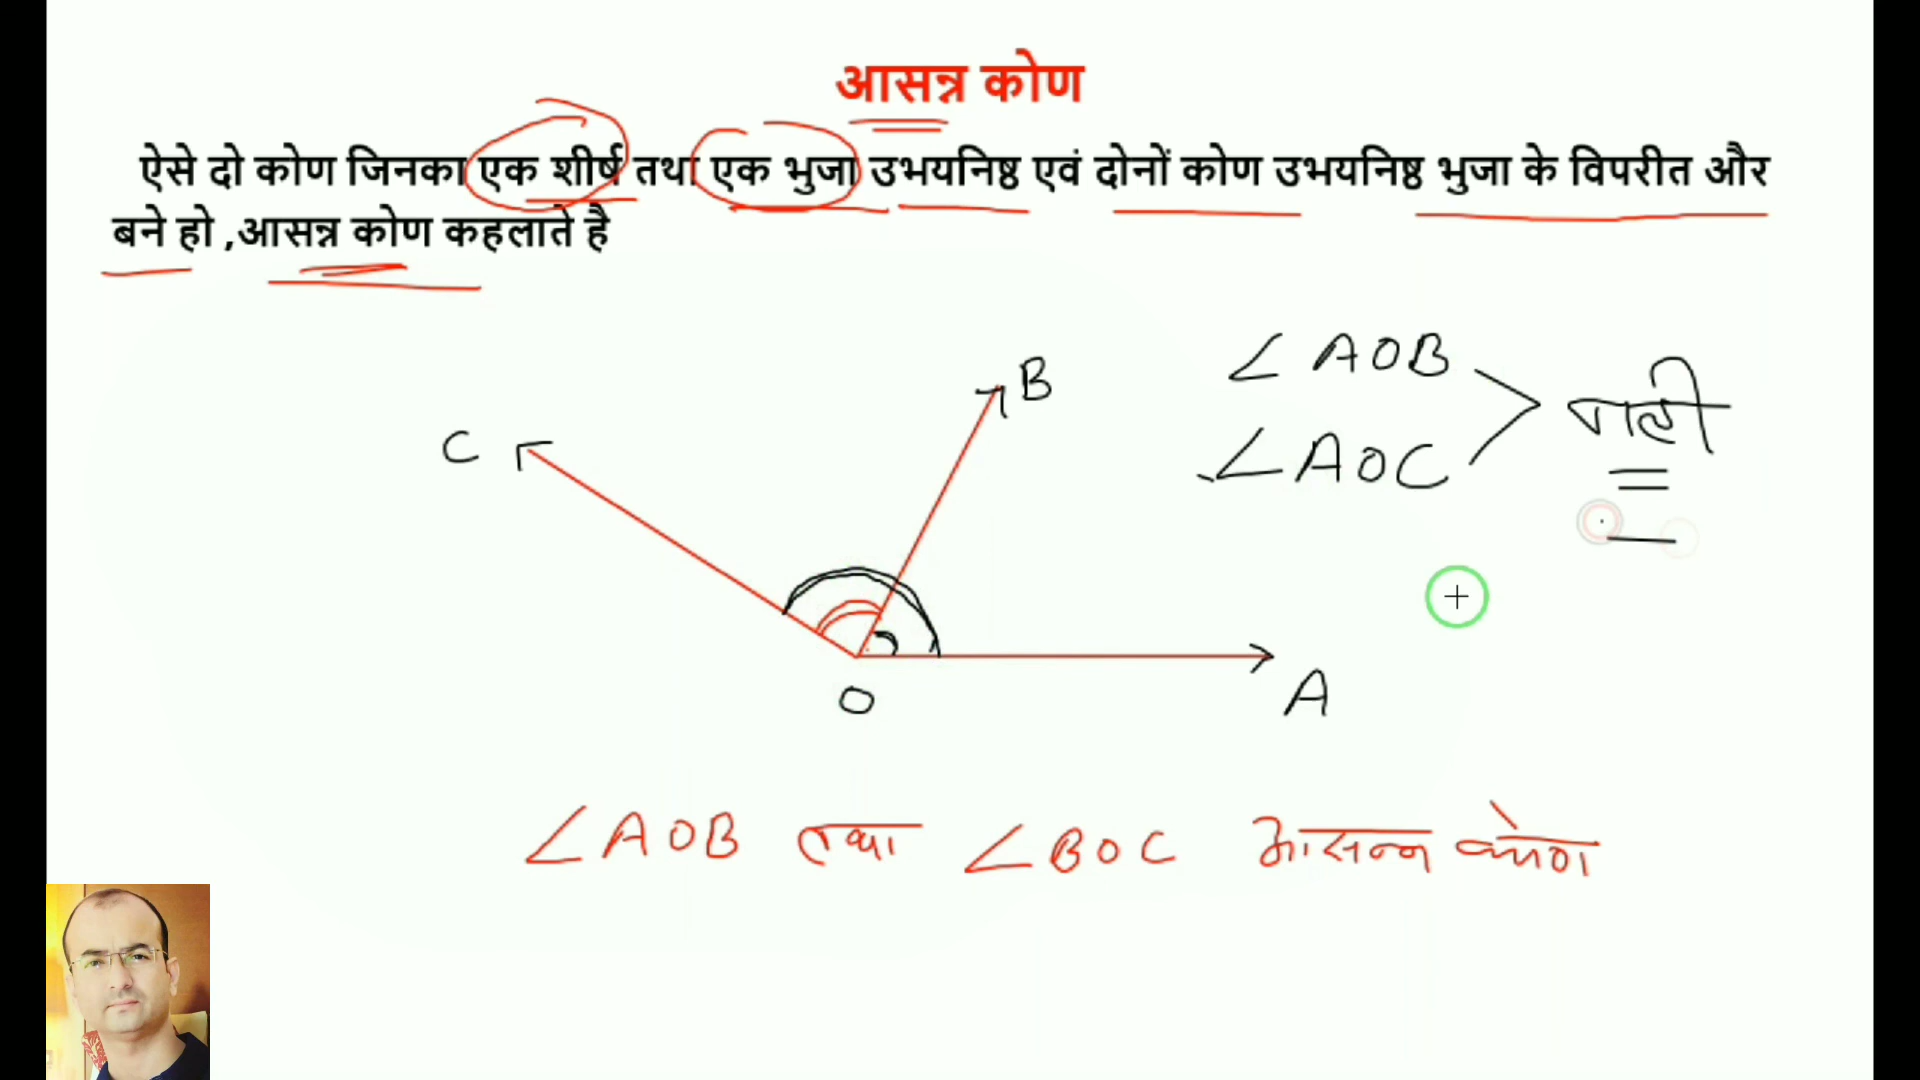 आसन्न कोण
ऐसे दो कोण जिनका एक शीर्ष तथा एक भुजा उभयनिष्ठ एवं दोनों कोण उभयनिष्ठ भुजा के विपरीत और
बने हो ,आसन्न कोण कहलाते है
∠AOB
∠AOC
नही
B
C
O
A
∠AOB तथा ∠BOC आसन्न कोण